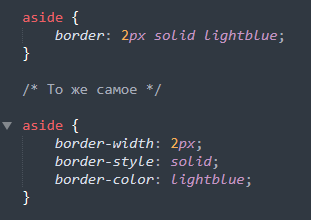 aside {
border: 2px solid lightblue;
}
/* То же самое */
aside {
border-width: 2px;
border-style: solid;
border-color: lightblue;
}